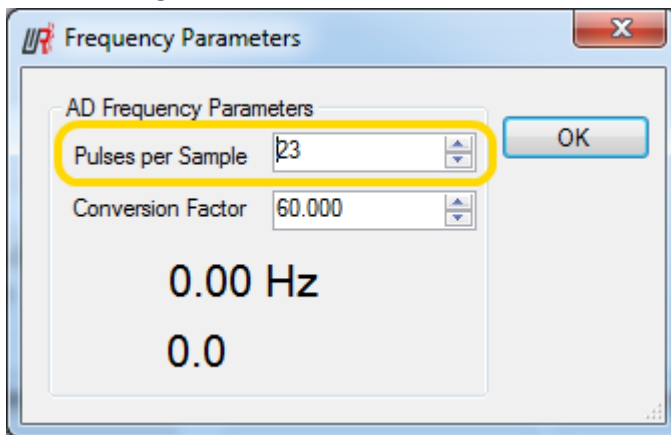 Frequency Parameters
AD Frequency Parameters
Pulses per Sample 23
OK
Conversion Factor 60.000
0.00 Hz
0.0